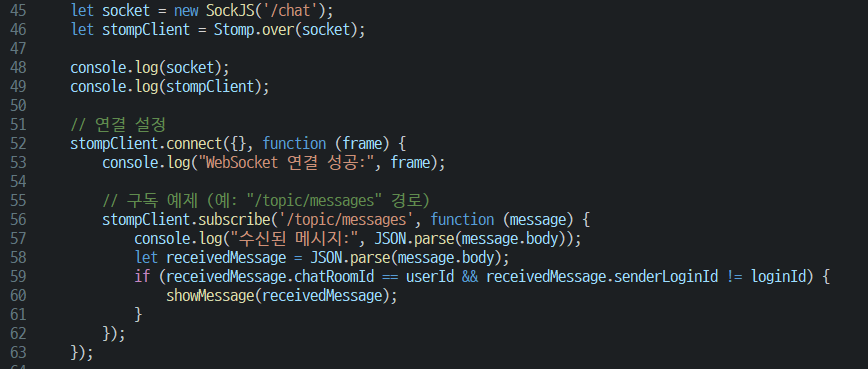 45 let socket = new SockJS('/chat');
46 let stompClient = Stomp.over(socket);
47
48 console.log(socket);
49 console.log(stompClient);
50
51 // 연결 설정
52 stompClient.connect({}, function (frame) {
53 console.log("WebSocket 연결 성공:", frame);
54
55 // 구독 예제 (예: "/topic/messages" 경로)
56 stompClient.subscribe('/topic/messages', function (message) {
57 console.log("수신된 메시지:", JSON.parse(message.body));
58 let receivedMessage = JSON.parse(message.body);
59 if (receivedMessage.chatRoomId == userId && receivedMessage.senderLoginId != loginId) {
60 showMessage(receivedMessage);
61 }
62 });
63 });